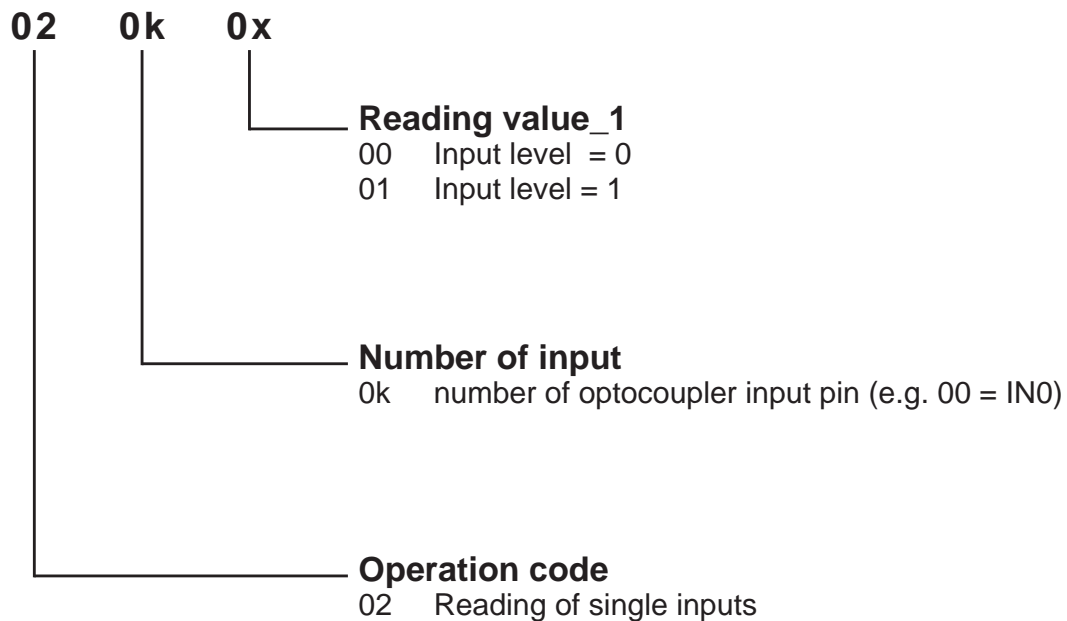 02 0k 0x
Reading value_1
00 Input level = 0
01 Input level = 1
Number of input
0k number of optocoupler input pin (e.g. 00 = IN0)
Operation code
02 Reading of single inputs